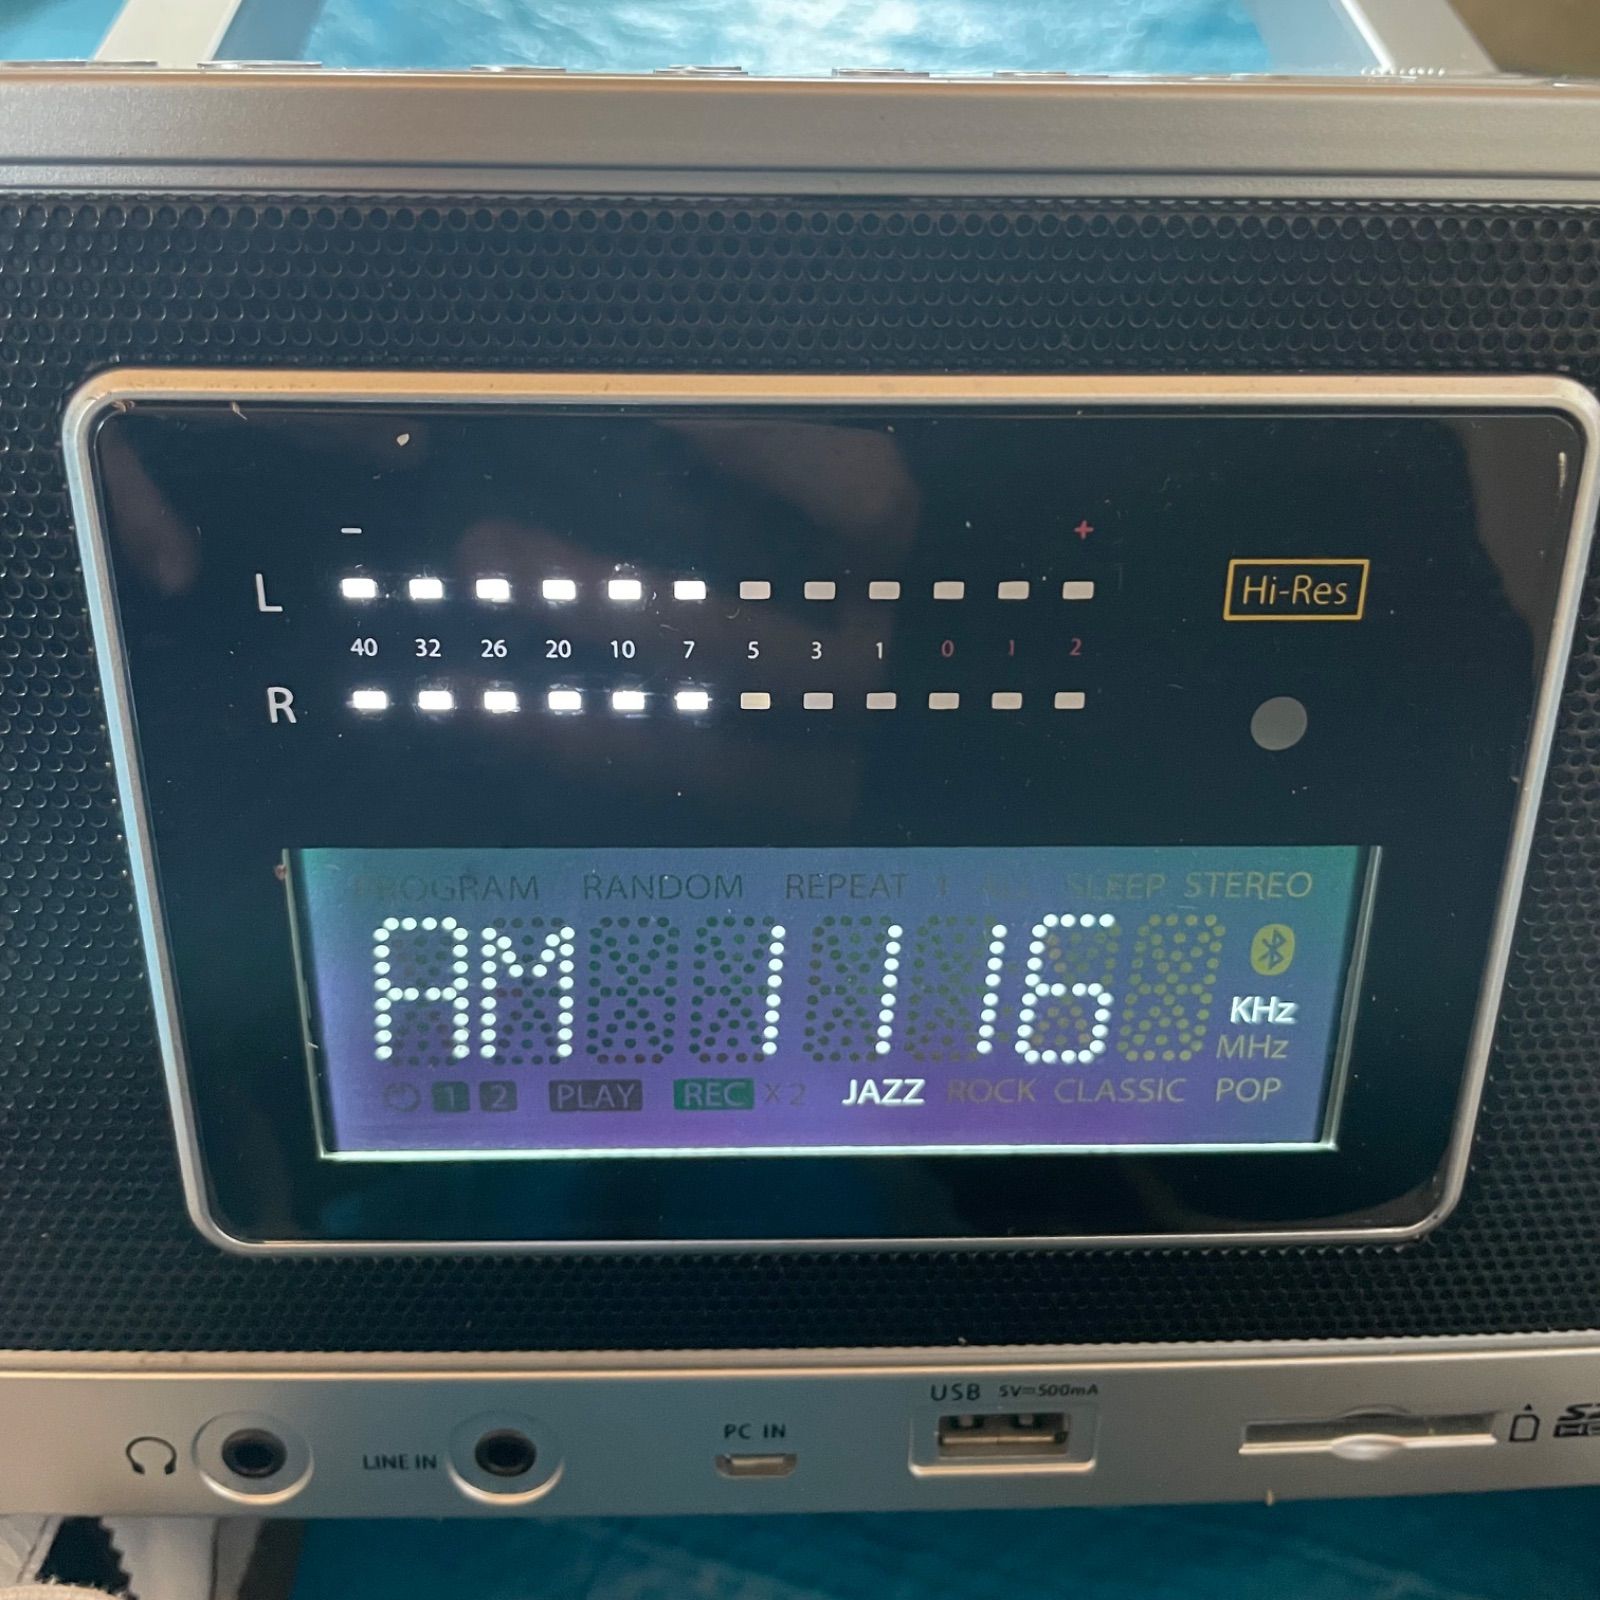 − +
L
Hi-Res
40 32 26 20 10 7 5 3 1 0 1 2
R
PROGRAM RANDOM REPEAT 1 ALL SLEEP STEREO
AM 1116
KHz
MHz
1 2 PLAY REC X2 JAZZ ROCK CLASSIC POP
USB 5V=500mA
PC IN
LINE IN